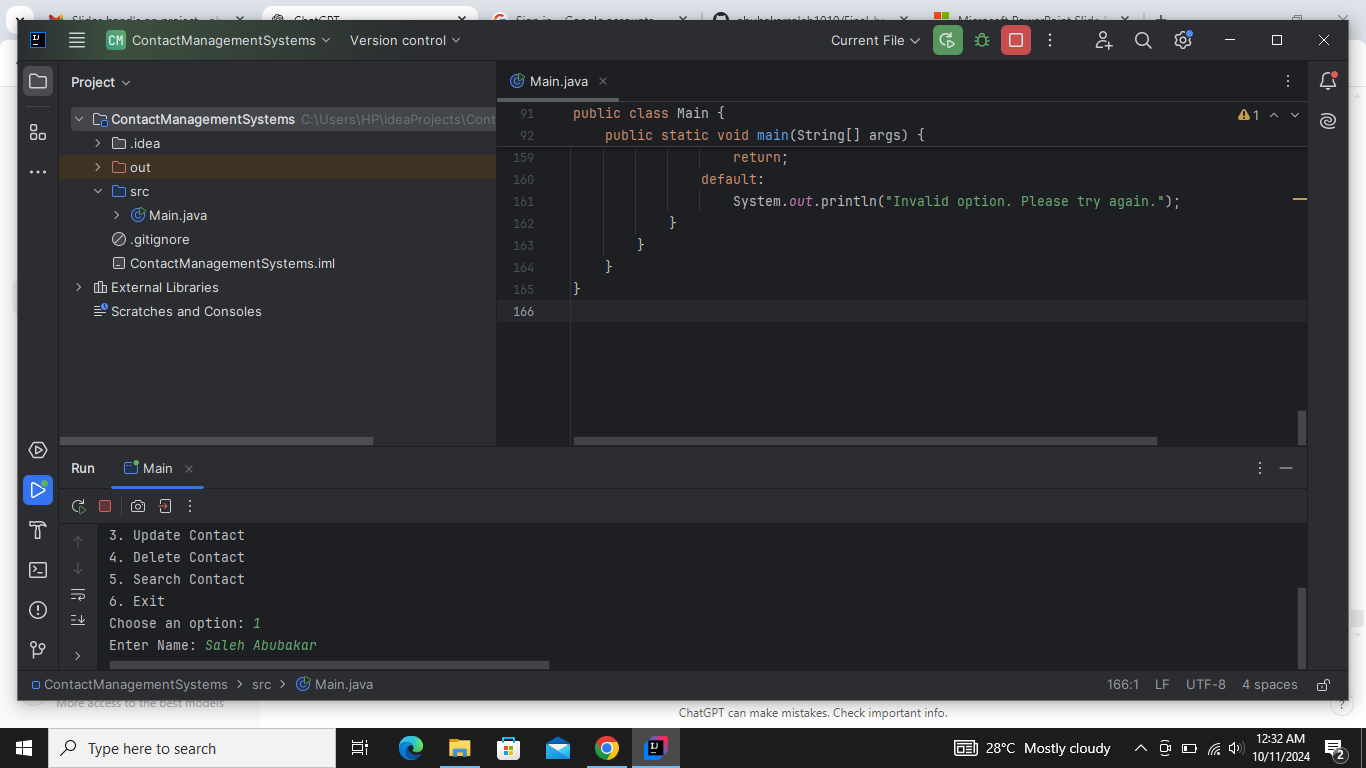 Slides handle on project
ChatGPT
Sign in - Google accounts
Microsoft PowerPoint Slide
CM ContactManagementSystems
Version control
Current File
Project
Main.java
ContactManagementSystems C:\Users\HP\IdeaProjects\Cont
.idea
out
src
Main.java
.gitignore
ContactManagementSystems.iml
External Libraries
Scratches and Consoles
91 public class Main {
1
92 public static void main(String[] args) {
159 return;
160 default:
161 System.out.println("Invalid option. Please try again.");
162 }
163 }
164 }
165 }
166
Run
Main
3. Update Contact
4. Delete Contact
5. Search Contact
6. Exit
Choose an option: 1
Enter Name: Saleh Abubakar
ContactManagementSystems > src > Main.java
166:1 LF UTF-8 4 spaces
More access to the best models
ChatGPT can make mistakes. Check important info.
?
Type here to search
28°C Mostly cloudy
12:32 AM
10/11/2024
2